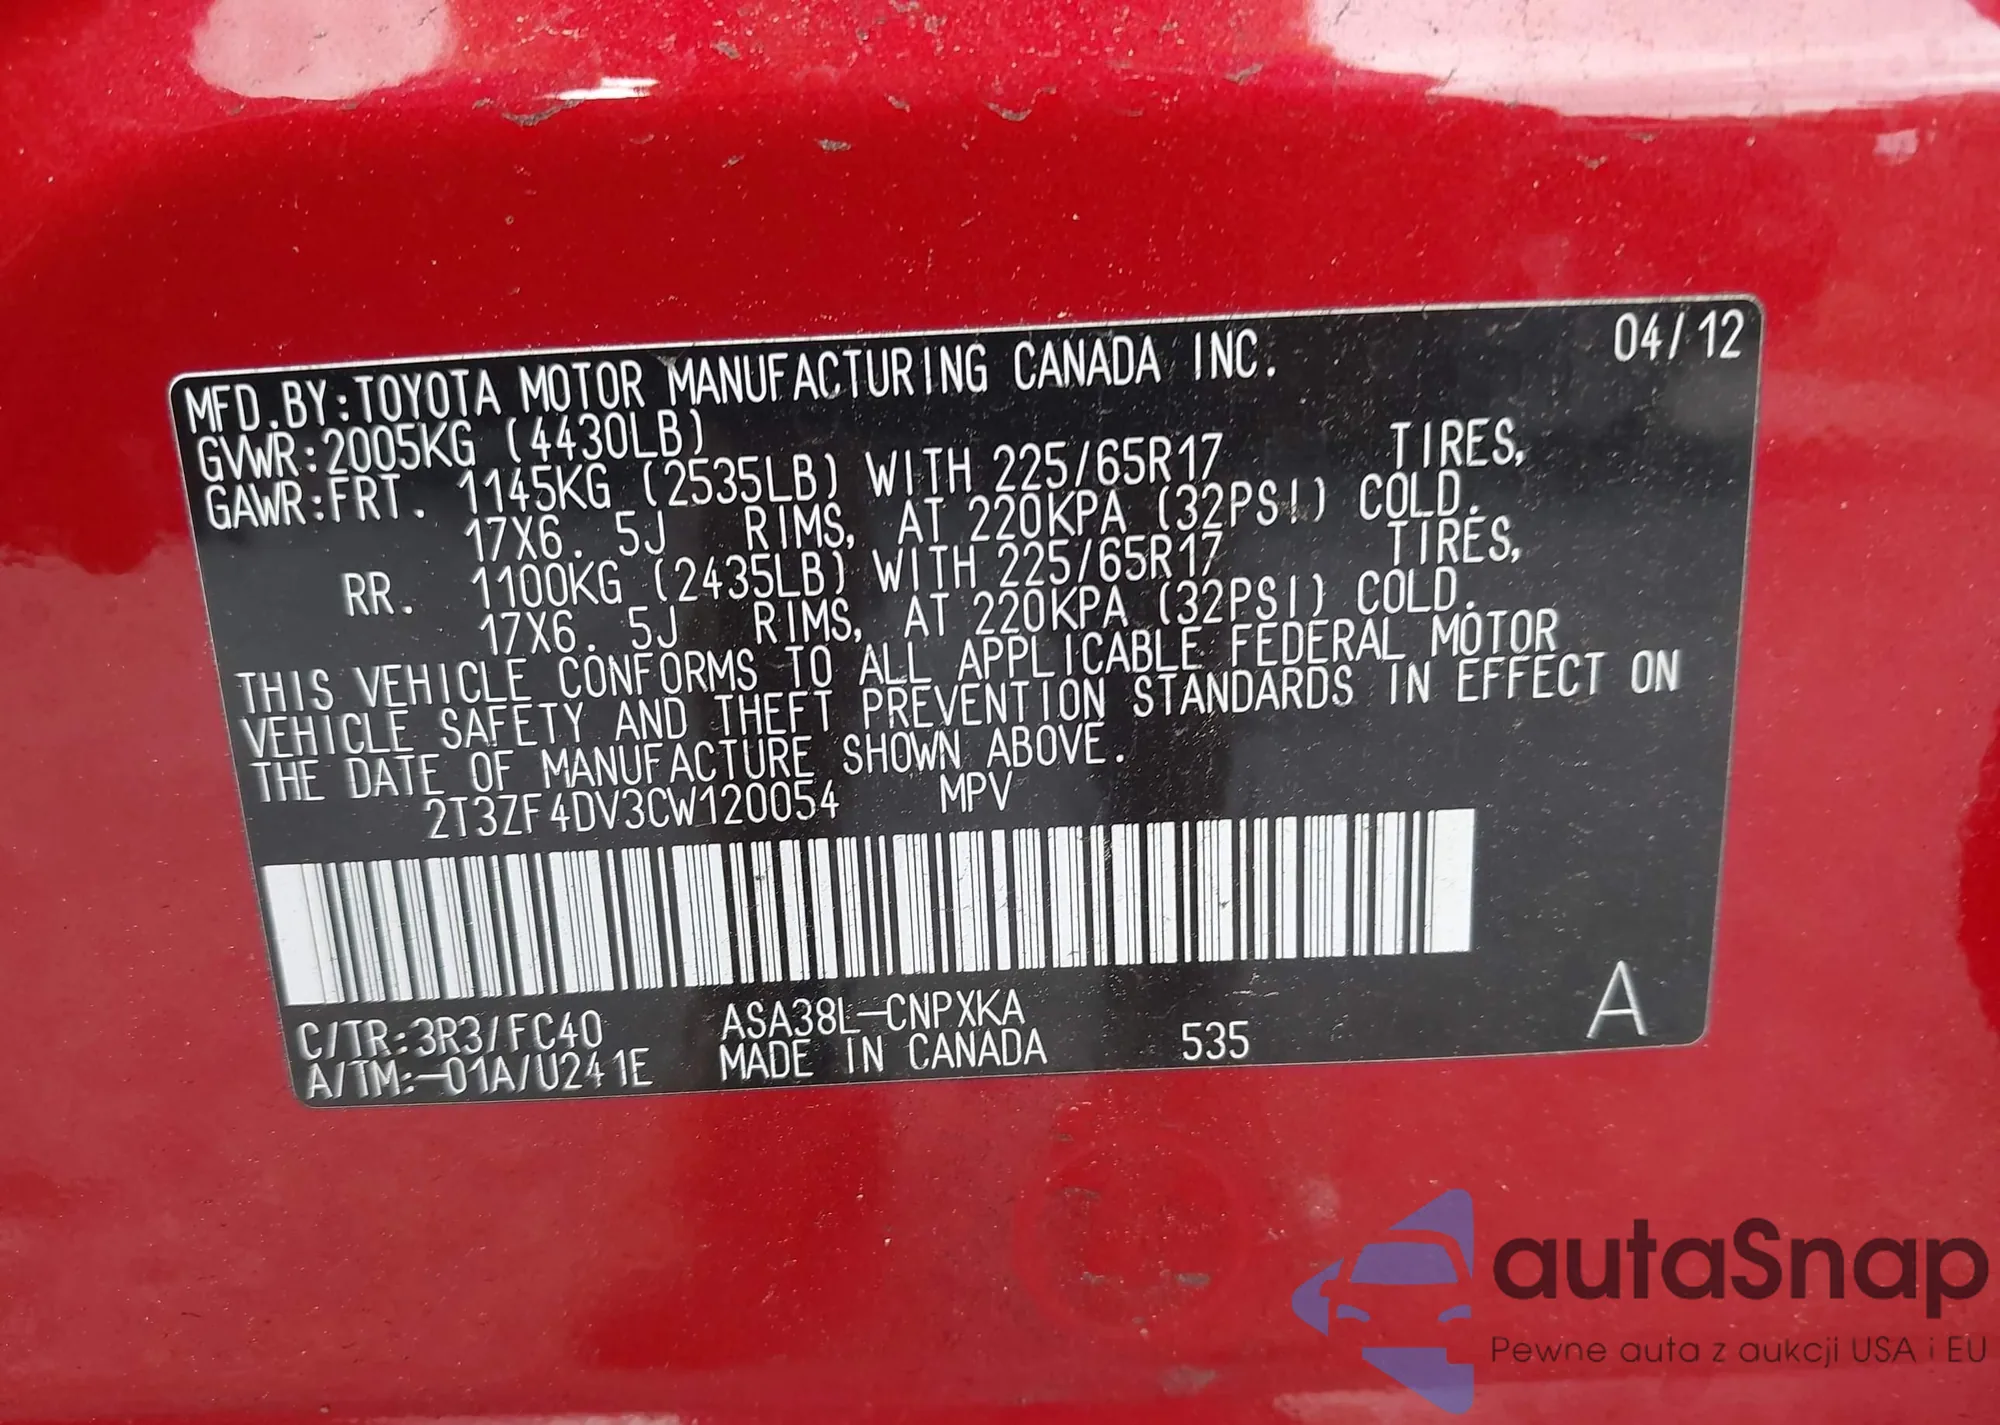 MFD.BY:TOYOTA MOTOR MANUFACTURING CANADA INC. 04/12
GVWR:2005KG (4430LB)
GAWR:FRT. 1145KG (2535LB) WITH 225/65R17 TIRES,
17X6. 5J RIMS, AT 220KPA (32PSI) COLD.
RR. 1100KG (2435LB) WITH 225/65R17 TIRES,
17X6. 5J RIMS, AT 220KPA (32PSI) COLD.
THIS VEHICLE CONFORMS TO ALL APPLICABLE FEDERAL MOTOR
VEHICLE SAFETY AND THEFT PREVENTION STANDARDS IN EFFECT ON
THE DATE OF MANUFACTURE SHOWN ABOVE.
2T3ZF4DV3CW120054 MPV
C/TR:3R3/FC40 ASA38L-CNPXKA
A/TM:-01A/U241E MADE IN CANADA 535 A
autaSnap
Pewne auta z aukcji USA i EU